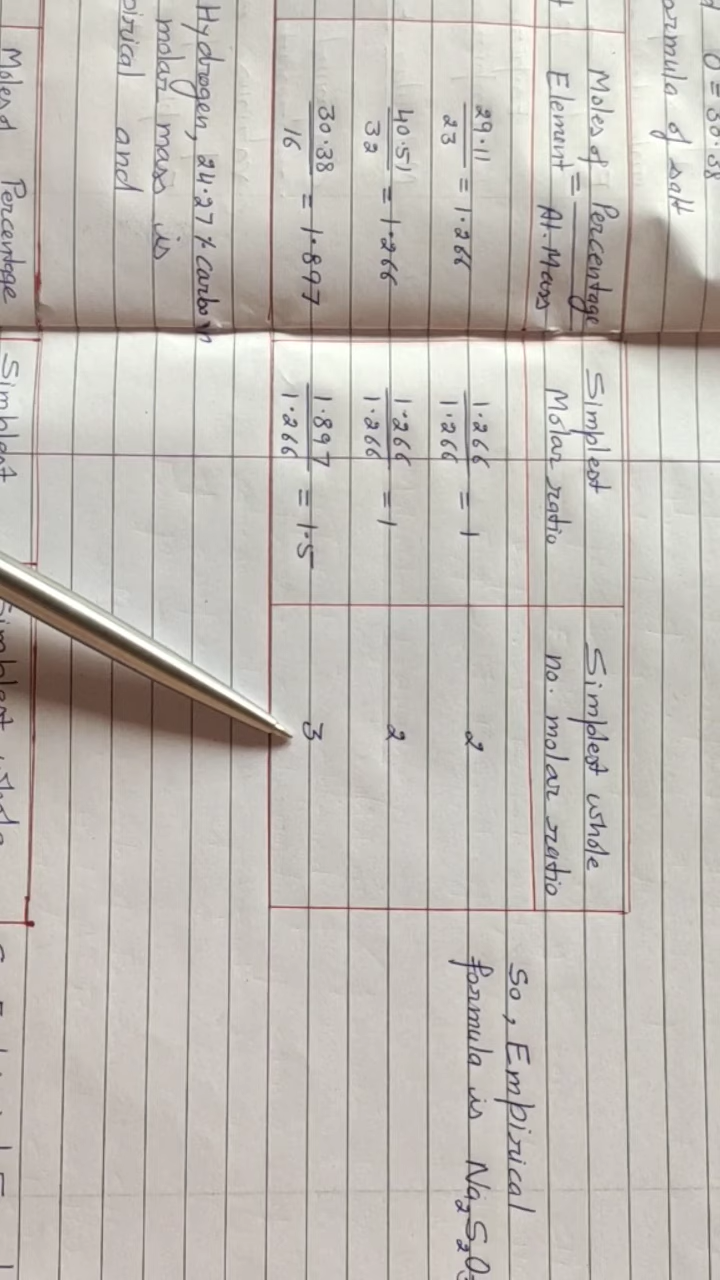 O = 30.38
formula of salt
Moles of Element = Percentage / At. Mass
Simplest Molar ratio
Simplest whole no. molar ratio
29.11 / 23 = 1.266
1.266 / 1.266 = 1
2
40.51 / 32 = 1.266
1.266 / 1.266 = 1
2
30.38 / 16 = 1.897
1.897 / 1.266 = 1.5
3
So, Empirical
formula is Na₂S₂O
Hydrogen, 24.27% carbon
molar mass is
and
Moles of Percentage
Simplest
whole